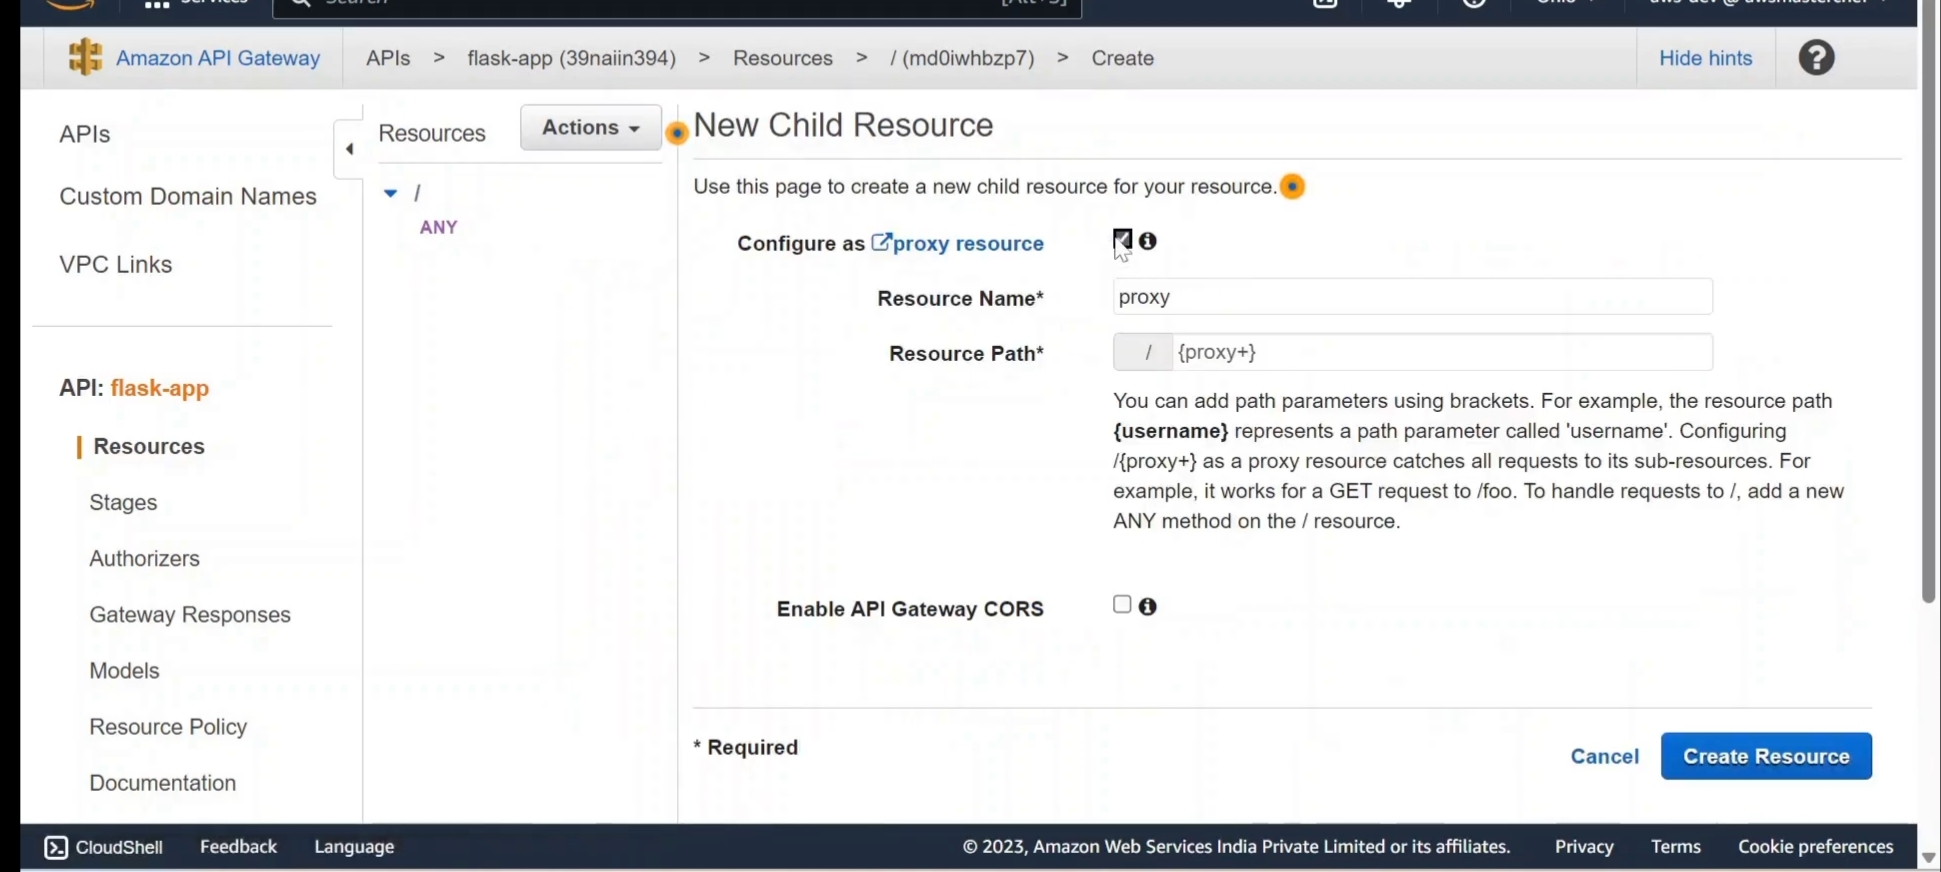 Services
Search
[Alt+S]
Ohio
Amazon API Gateway
APIs > flask-app (39naiin394) > Resources > / (md0iwhbzp7) > Create
Hide hints
APIs
Custom Domain Names
VPC Links
API: flask-app
Resources
Stages
Authorizers
Gateway Responses
Models
Resource Policy
Documentation
Resources
Actions
/
ANY
New Child Resource
Use this page to create a new child resource for your resource.
Configure as proxy resource
Resource Name* proxy
Resource Path* / {proxy+}
You can add path parameters using brackets. For example, the resource path
{username} represents a path parameter called 'username'. Configuring
/{proxy+} as a proxy resource catches all requests to its sub-resources. For
example, it works for a GET request to /foo. To handle requests to /, add a new
ANY method on the / resource.
Enable API Gateway CORS
* Required
Cancel
Create Resource
CloudShell
Feedback
Language
© 2023, Amazon Web Services India Private Limited or its affiliates.
Privacy
Terms
Cookie preferences